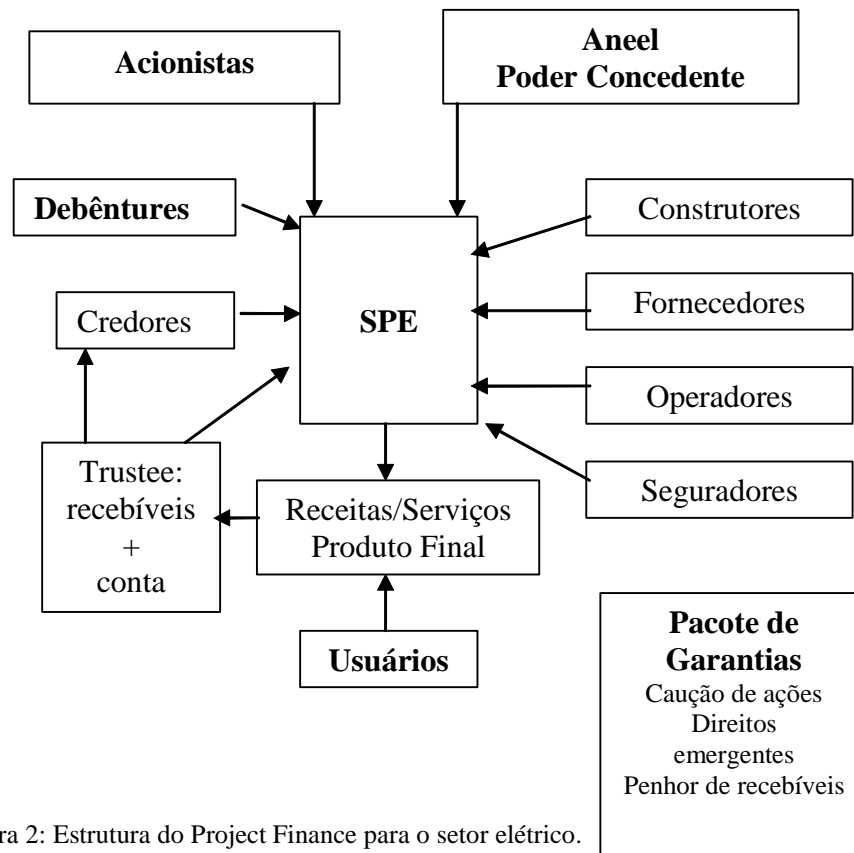 Acionistas
Aneel
Poder Concedente
Debêntures
Construtores
Credores
SPE
Fornecedores
Operadores
Trustee:
recebíveis
+
conta
Receitas/Serviços
Produto Final
Seguradores
Usuários
Pacote de
Garantias
Caução de ações
Direitos
emergentes
Penhor de recebíveis
ra 2: Estrutura do Project Finance para o setor elétrico.